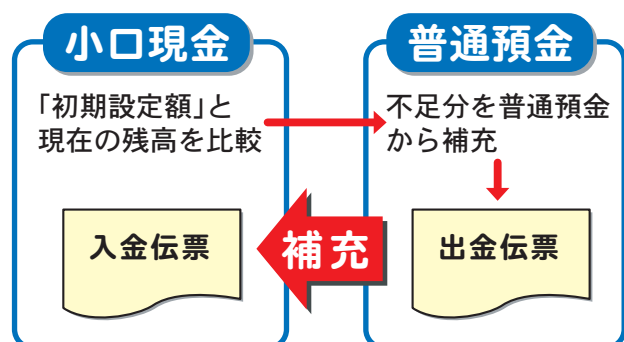 小口現金
「初期設定額」と
現在の残高を比較
普通預金
不足分を普通預金
から補充
入金伝票
補充
出金伝票